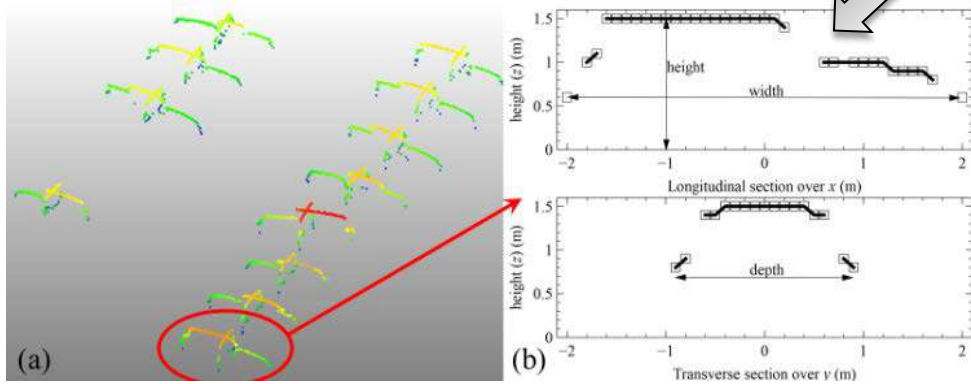 (a)
(b)
height (z) (m)
1.5
1
0.5
0
height
width
−2
−1
0
1
2
Longitudinal section over x (m)
height (z) (m)
1.5
1
0.5
0
depth
−2
−1
0
1
2
Transverse section over y (m)